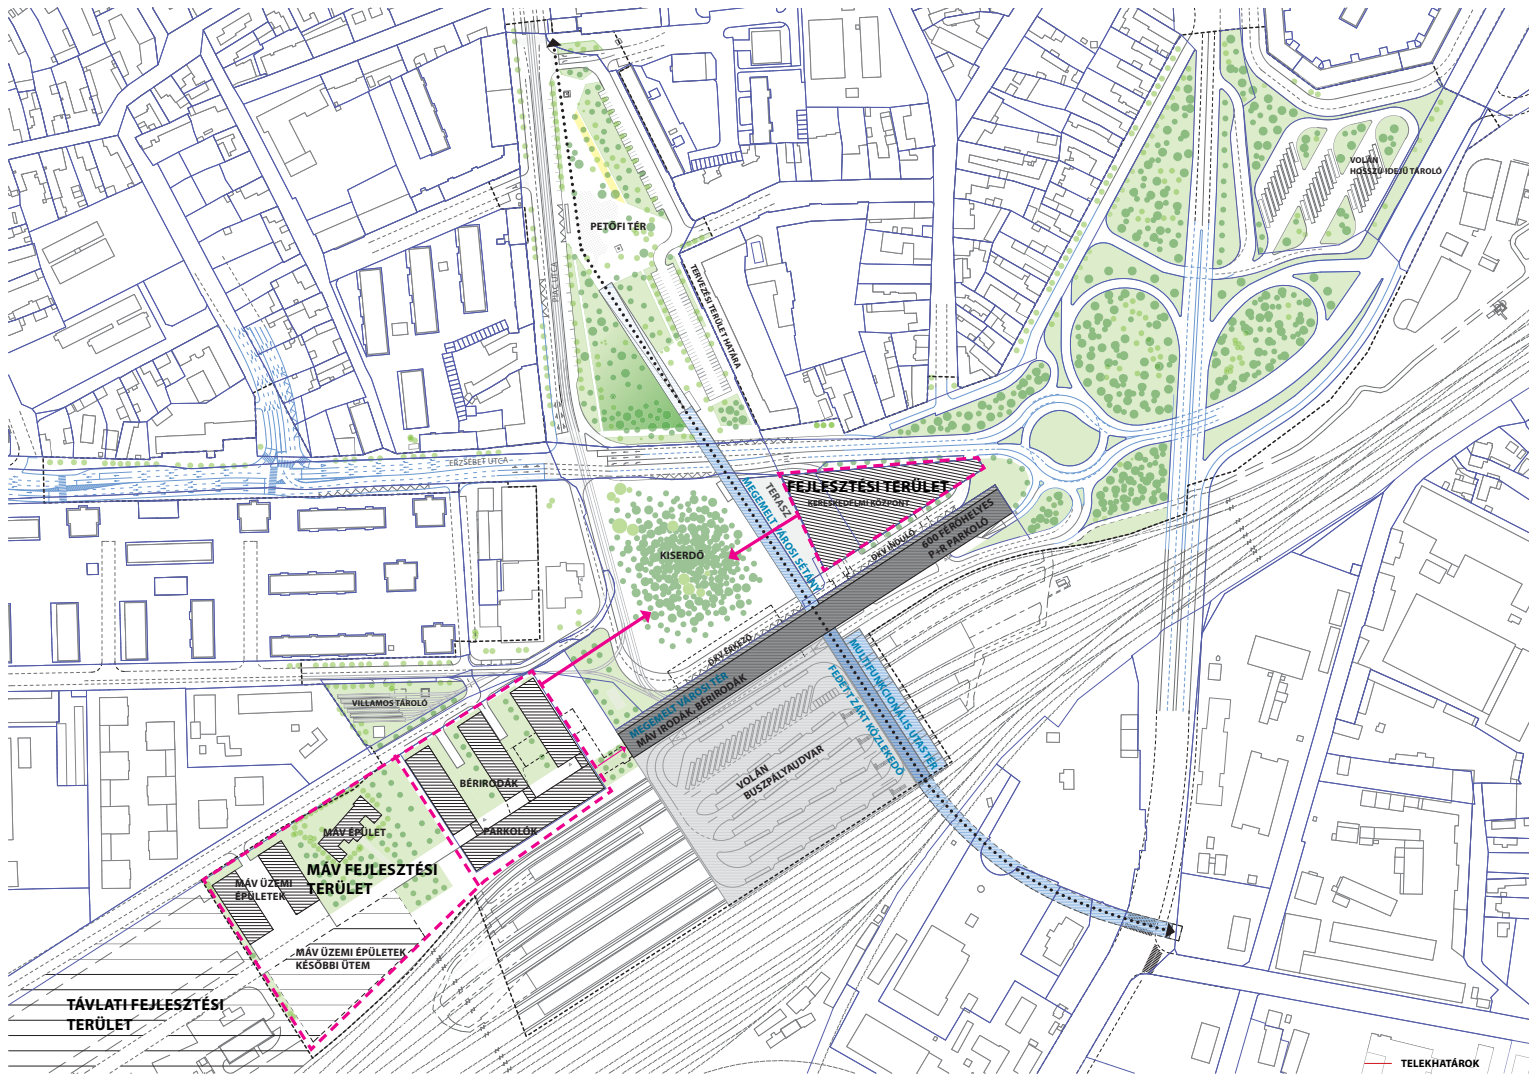 VOLÁN
HOSSZÚ IDEJŰ TÁROLÓ
PETŐFI TÉR
PIAC UTCA
TERVEZÉSI TERÜLET HATÁRA
ERZSÉBET UTCA
FEJLESZTÉSI TERÜLET
KERESKEDELMI KÖZPONT
TERASZ
MEGEMELT VÁROSI SÉTÁNY
KISERDŐ
DKV INDULÓ
600 FÉRŐHELYES
P+R PARKOLÓ
DKV ÉRKEZŐ
MEGEMELT VÁROSI TÉR
MÁV IRODÁK, BÉRIRODÁK
MULTIFUNKCIONÁLIS UTASTÉR
FEDETT ZÁRT KÖZLEKEDŐ
VILLAMOS TÁROLÓ
VOLÁN
BUSZPÁLYAUDVAR
BÉRIRODÁK
PARKOLÓK
MÁV ÉPÜLET
MÁV FEJLESZTÉSI
TERÜLET
MÁV ÜZEMI
ÉPÜLETEK
MÁV ÜZEMI ÉPÜLETEK
KÉSŐBBI ÜTEM
TÁVLATI FEJLESZTÉSI
TERÜLET
TELEKHATÁROK